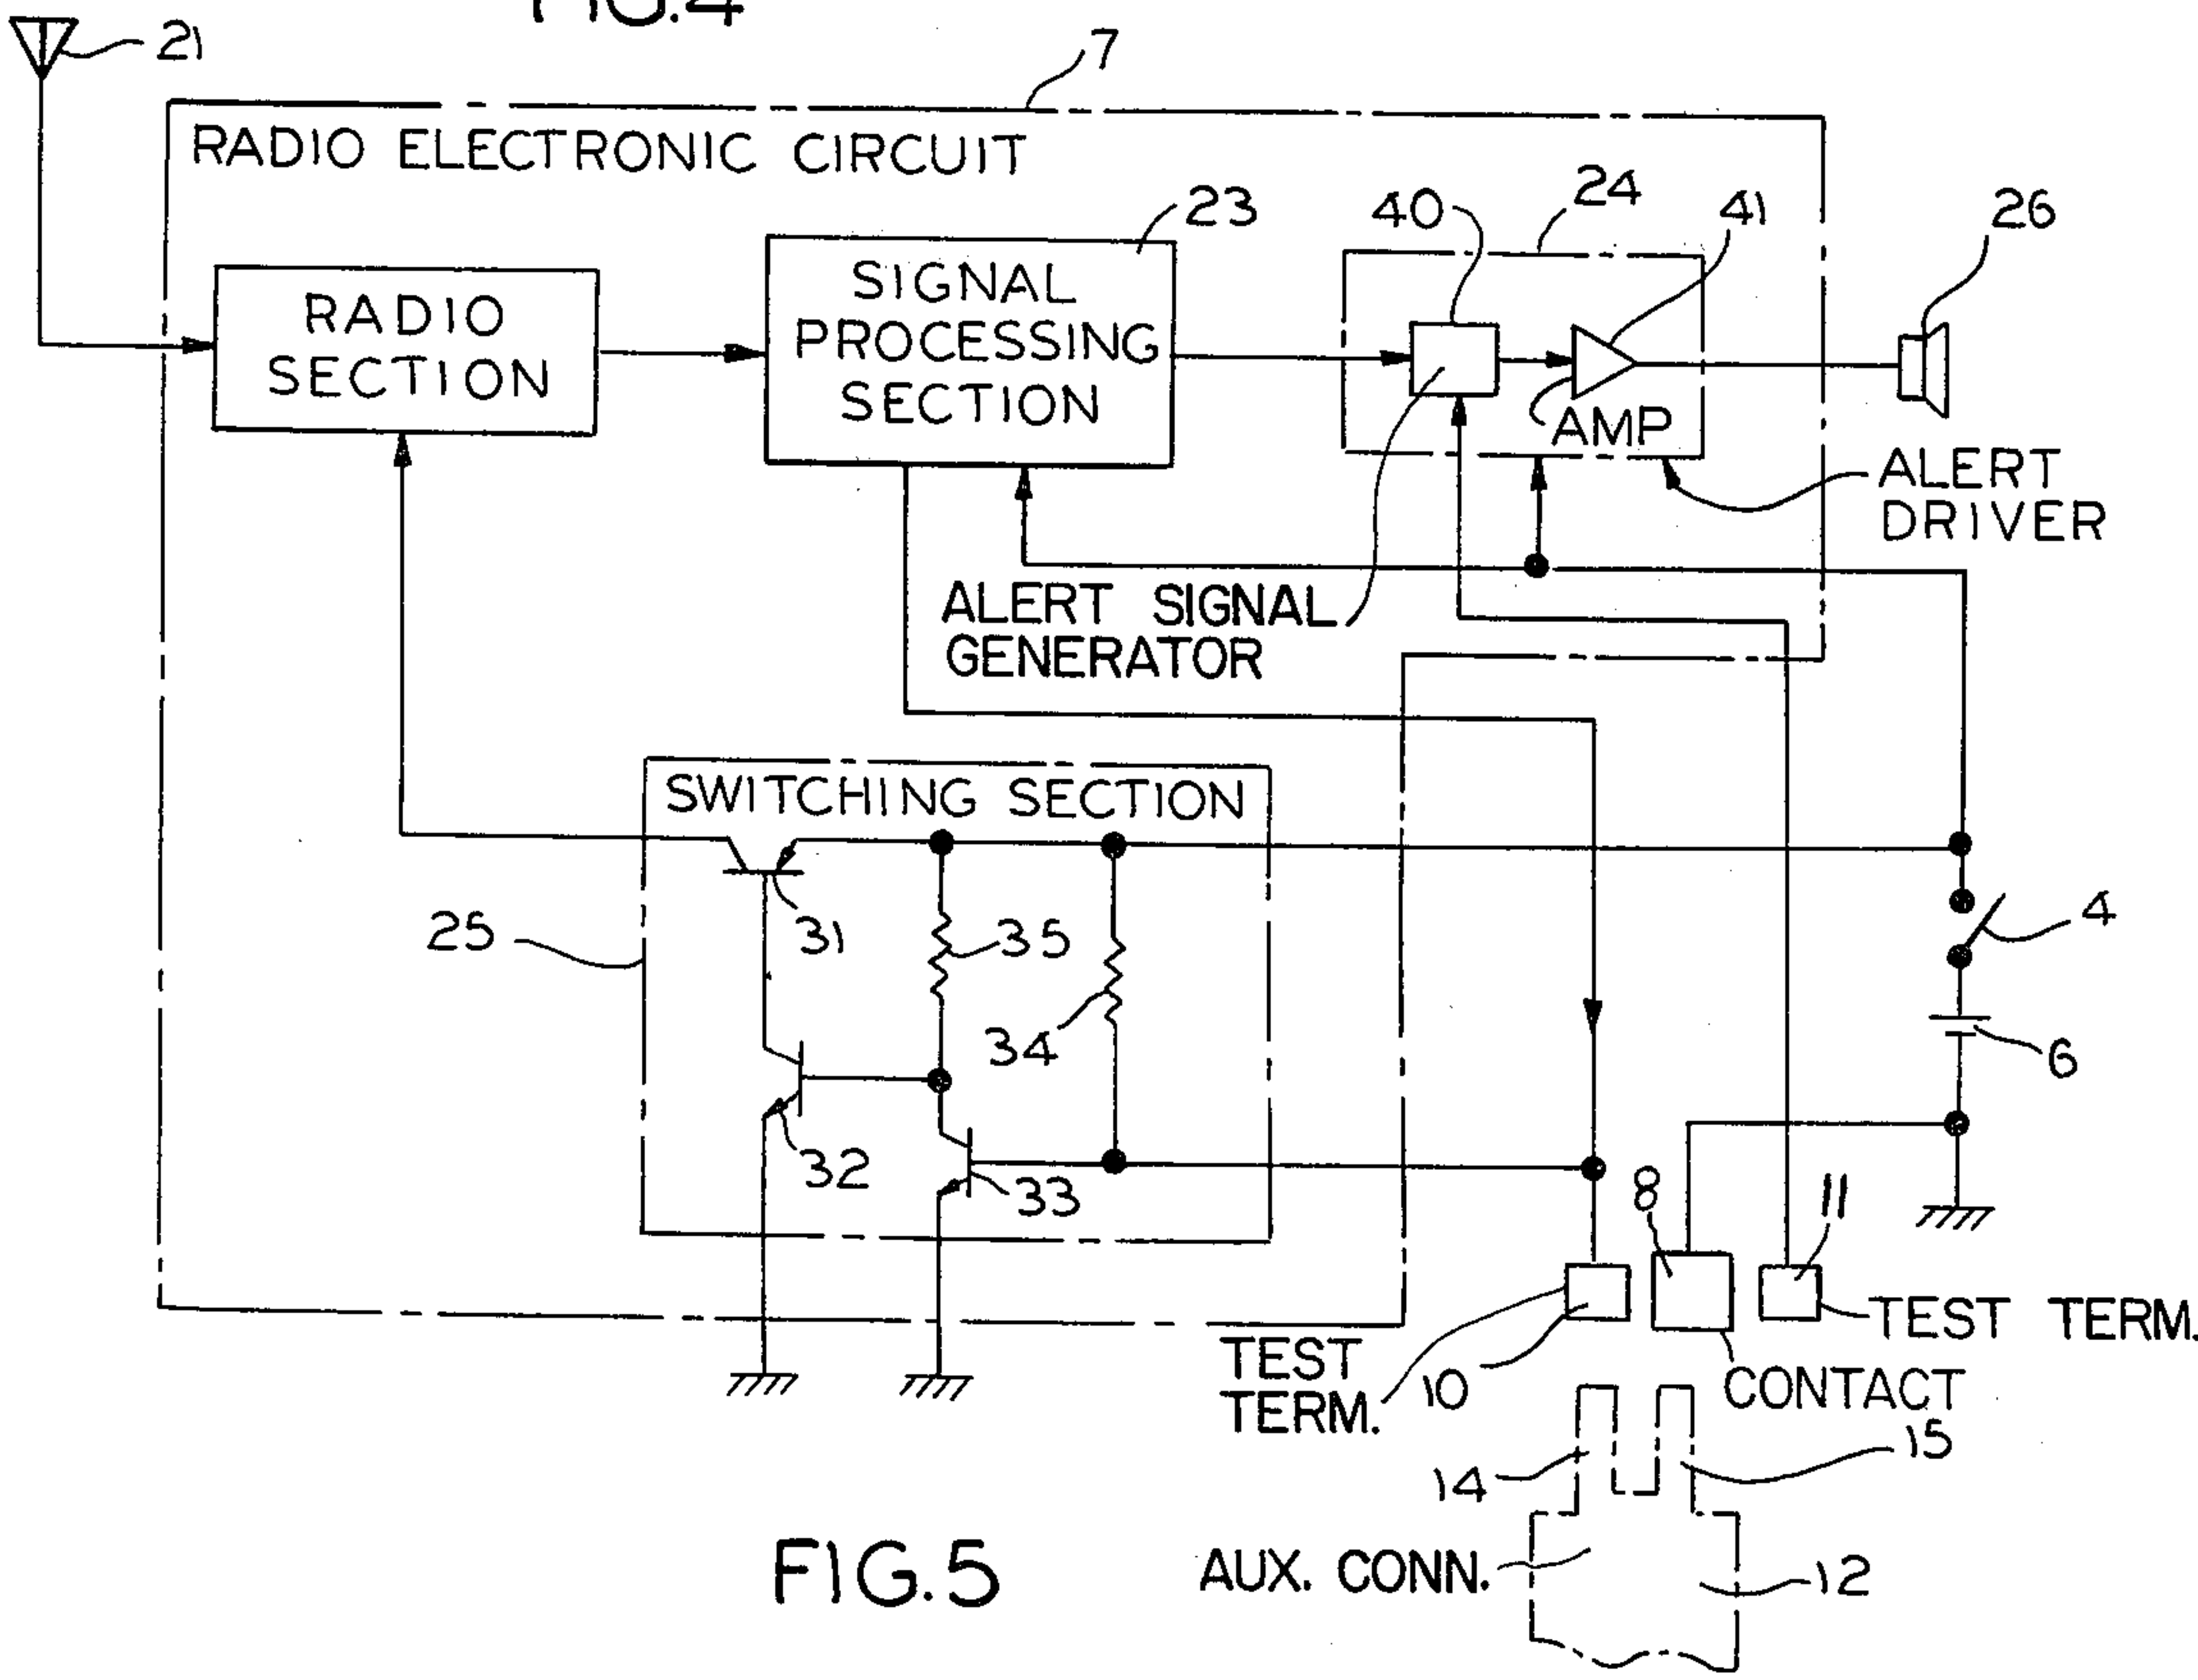 FIG.4
21
7
RADIO ELECTRONIC CIRCUIT
23
40
24
41
26
RADIO
SECTION
SIGNAL
PROCESSING
SECTION
AMP
ALERT
DRIVER
ALERT SIGNAL
GENERATOR
SWITCHING SECTION
25
31
35
34
4
6
32
33
8
11
TEST TERM.
TEST
TERM.
10
CONTACT
14
15
AUX. CONN.
12
FIG.5